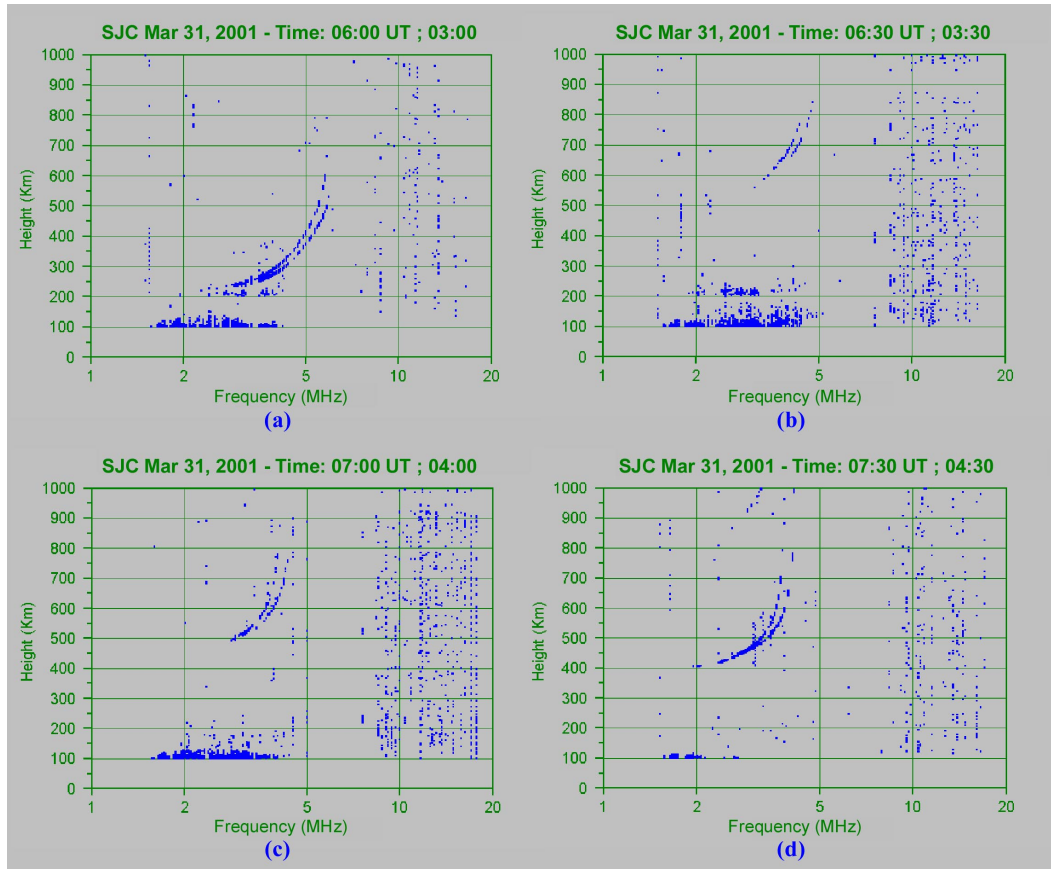 SJC Mar 31, 2001 - Time: 06:00 UT ; 03:00
1000
900
800
700
600
500
400
300
200
100
0
Height (Km)
1 2 5 10 20
Frequency (MHz)
(a)
SJC Mar 31, 2001 - Time: 06:30 UT ; 03:30
1000
900
800
700
600
500
400
300
200
100
0
Height (Km)
1 2 5 10 20
Frequency (MHz)
(b)
SJC Mar 31, 2001 - Time: 07:00 UT ; 04:00
1000
900
800
700
600
500
400
300
200
100
0
Height (Km)
1 2 5 10 20
Frequency (MHz)
(c)
SJC Mar 31, 2001 - Time: 07:30 UT ; 04:30
1000
900
800
700
600
500
400
300
200
100
0
Height (Km)
1 2 5 10 20
Frequency (MHz)
(d)